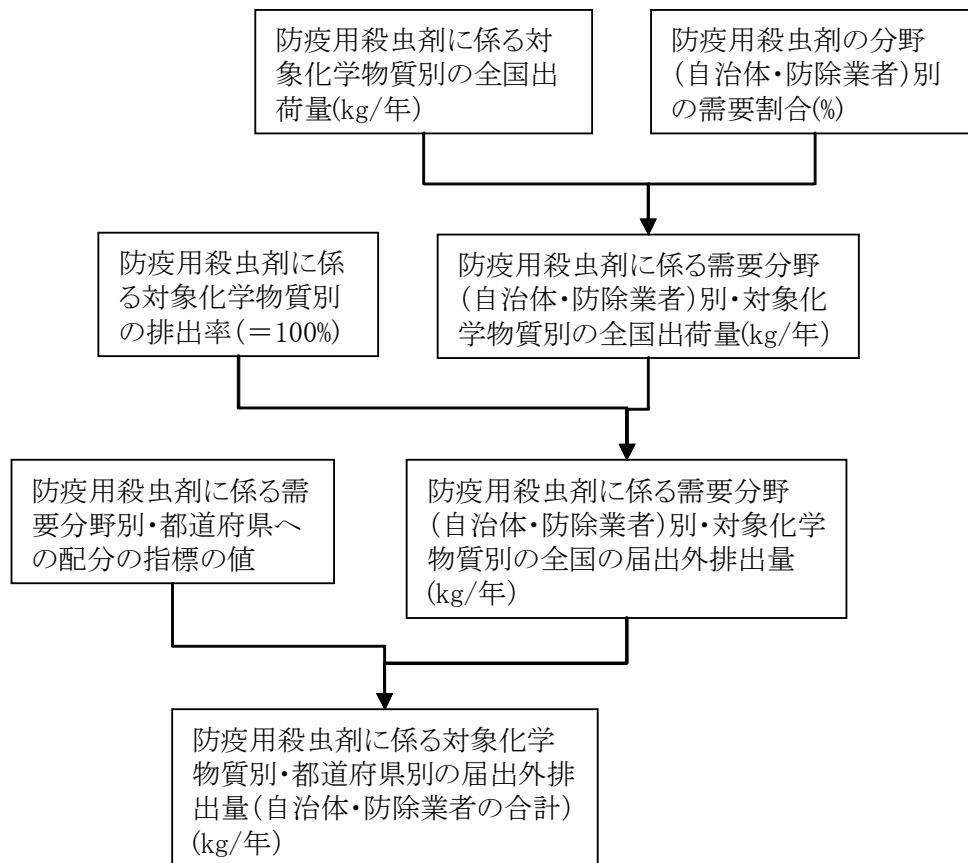 防疫用殺虫剤に係る対
象化学物質別の全国出
荷量(kg/年)
防疫用殺虫剤の分野
(自治体・防除業者)別
の需要割合(%)
防疫用殺虫剤に係
る対象化学物質別
の排出率(=100%)
防疫用殺虫剤に係る需要分野
(自治体・防除業者)別・対象化
学物質別の全国出荷量(kg/年)
防疫用殺虫剤に係る需
要分野別・都道府県へ
の配分の指標の値
防疫用殺虫剤に係る需要分野
(自治体・防除業者)別・対象化学
物質別の全国の届出外排出量
(kg/年)
防疫用殺虫剤に係る対象化学
物質別・都道府県別の届出外排
出量(自治体・防除業者の合計)
(kg/年)